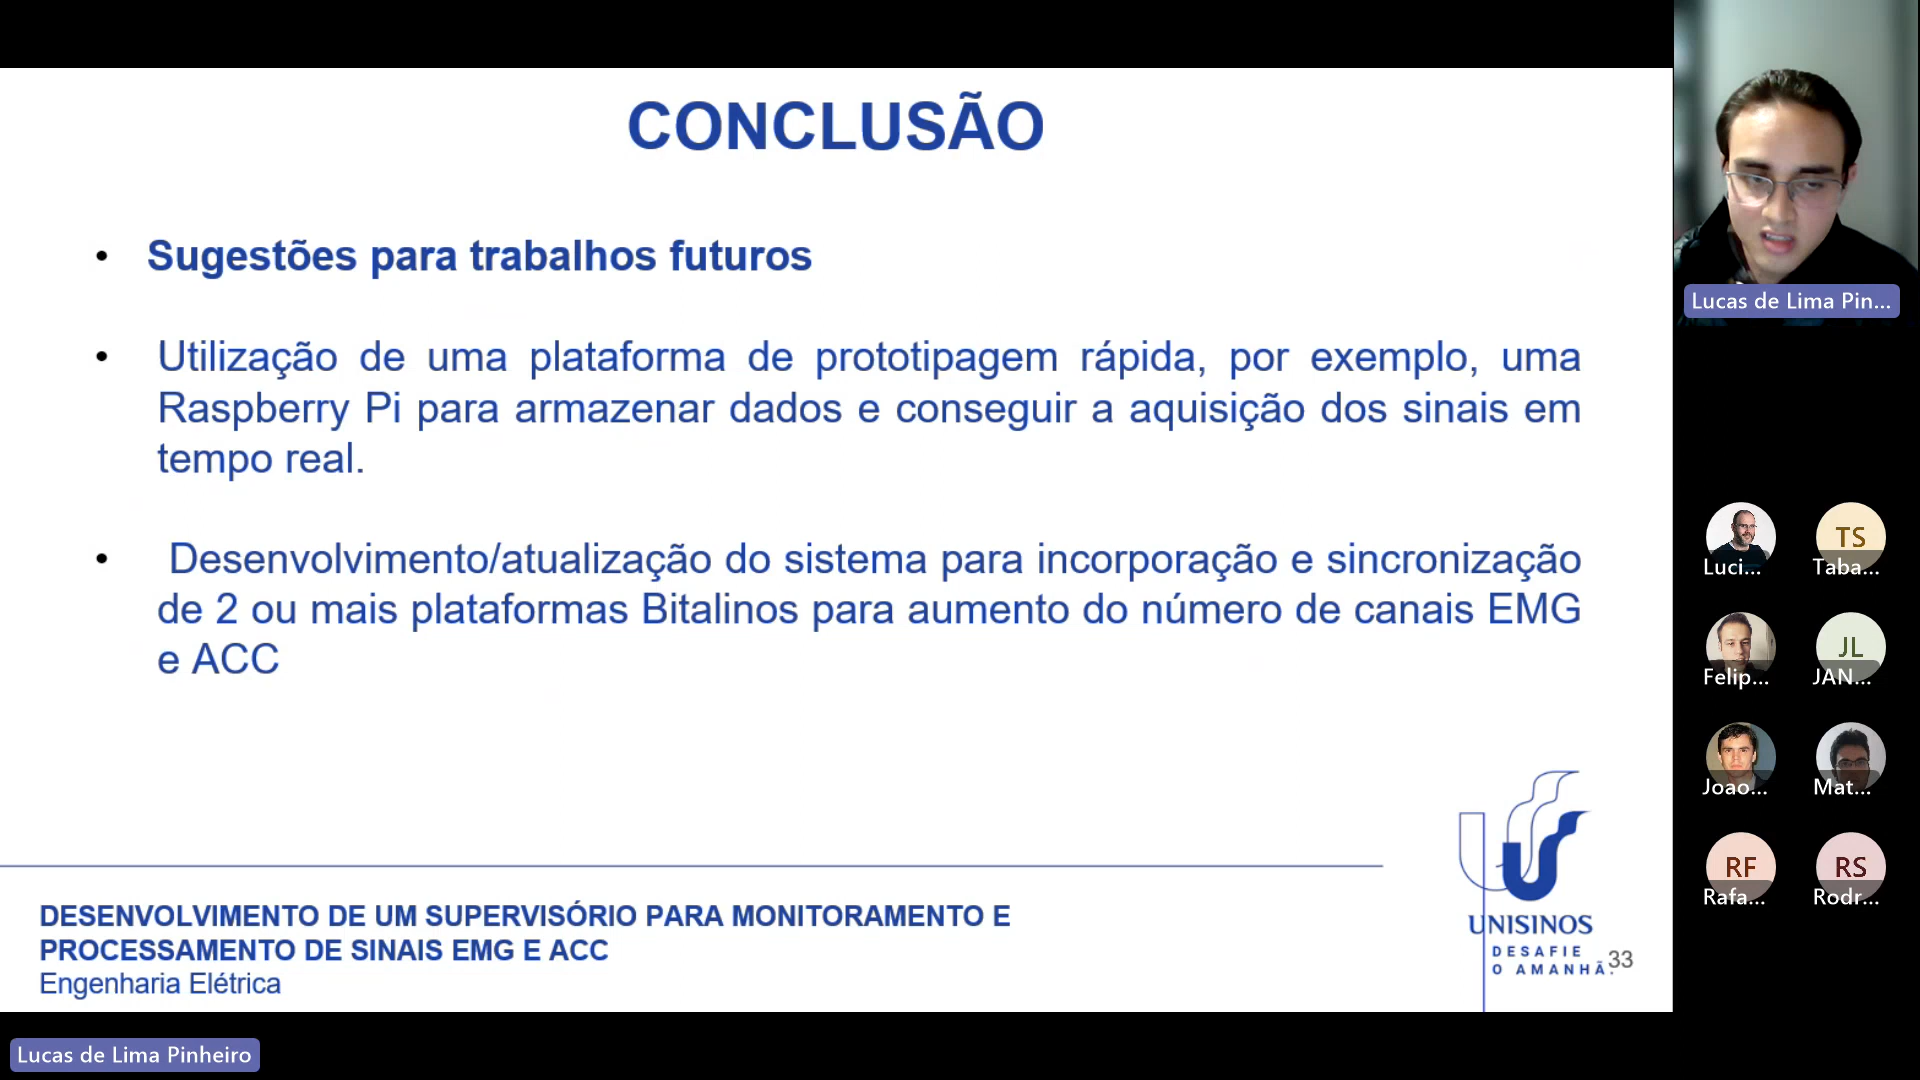 CONCLUSÃO
• Sugestões para trabalhos futuros
• Utilização de uma plataforma de prototipagem rápida, por exemplo, uma
Raspberry Pi para armazenar dados e conseguir a aquisição dos sinais em
tempo real.
• Desenvolvimento/atualização do sistema para incorporação e sincronização
de 2 ou mais plataformas Bitalinos para aumento do número de canais EMG
e ACC
DESENVOLVIMENTO DE UM SUPERVISÓRIO PARA MONITORAMENTO E
PROCESSAMENTO DE SINAIS EMG E ACC
Engenharia Elétrica
UNISINOS
DESAFIE
O AMANHÃ.
33
Lucas de Lima Pinheiro
Lucas de Lima Pin...
Luci...
TS
Taba...
Felip...
JL
JAN...
Joao...
Mat...
RF
Rafa...
RS
Rodr...